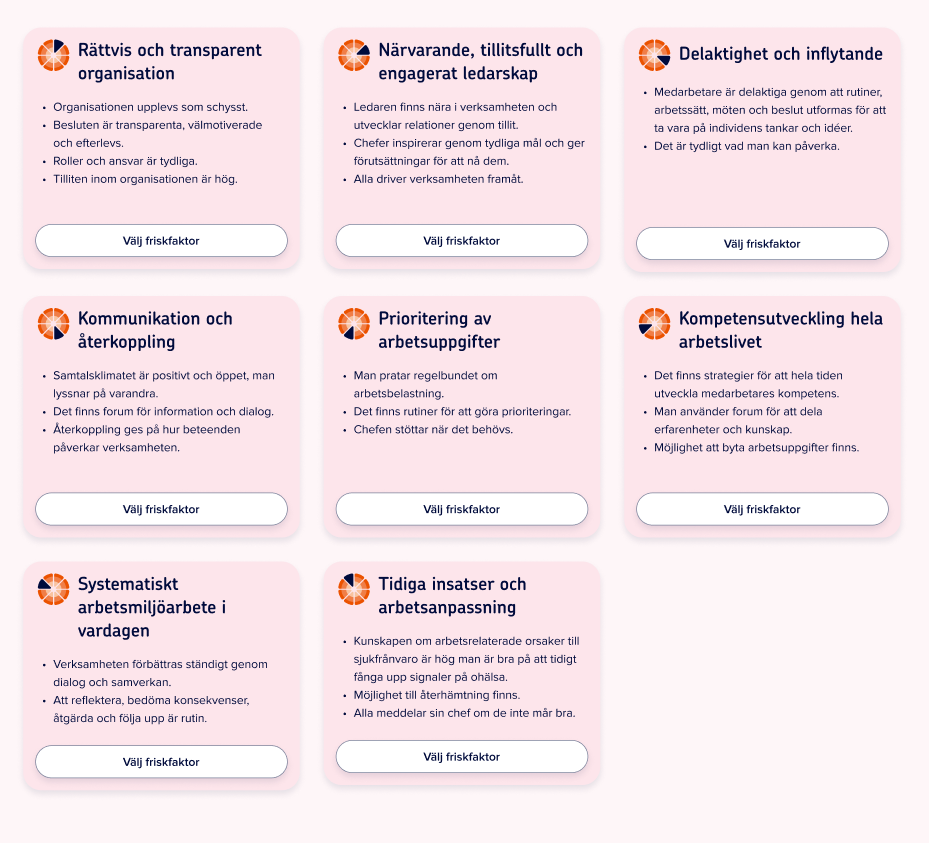 Rättvis och transparent
organisation
• Organisationen upplevs som schysst.
• Besluten är transparenta, välmotiverade
och efterlevs.
• Roller och ansvar är tydliga.
• Tilliten inom organisationen är hög.
Välj friskfaktor
Närvarande, tillitsfullt och
engagerat ledarskap
• Ledaren finns nära i verksamheten och
utvecklar relationer genom tillit.
• Chefer inspirerar genom tydliga mål och ger
förutsättningar för att nå dem.
• Alla driver verksamheten framåt.
Välj friskfaktor
Delaktighet och inflytande
• Medarbetare är delaktiga genom att rutiner,
arbetssätt, möten och beslut utformas för att
ta vara på individens tankar och idéer.
• Det är tydligt vad man kan påverka.
Välj friskfaktor
Kommunikation och
återkoppling
• Samtalsklimatet är positivt och öppet, man
lyssnar på varandra.
• Det finns forum för information och dialog.
• Återkoppling ges på hur beteenden
påverkar verksamheten.
Välj friskfaktor
Prioritering av
arbetsuppgifter
• Man pratar regelbundet om
arbetsbelastning.
• Det finns rutiner för att göra prioriteringar.
• Chefen stöttar när det behövs.
Välj friskfaktor
Kompetensutveckling hela
arbetslivet
• Det finns strategier för att hela tiden
utveckla medarbetares kompetens.
• Man använder forum för att dela
erfarenheter och kunskap.
• Möjlighet att byta arbetsuppgifter finns.
Välj friskfaktor
Systematiskt
arbetsmiljöarbete i
vardagen
• Verksamheten förbättras ständigt genom
dialog och samverkan.
• Att reflektera, bedöma konsekvenser,
åtgärda och följa upp är rutin.
Välj friskfaktor
Tidiga insatser och
arbetsanpassning
• Kunskapen om arbetsrelaterade orsaker till
sjukfrånvaro är hög man är bra på att tidigt
fånga upp signaler på ohälsa.
• Möjlighet till återhämtning finns.
• Alla meddelar sin chef om de inte mår bra.
Välj friskfaktor